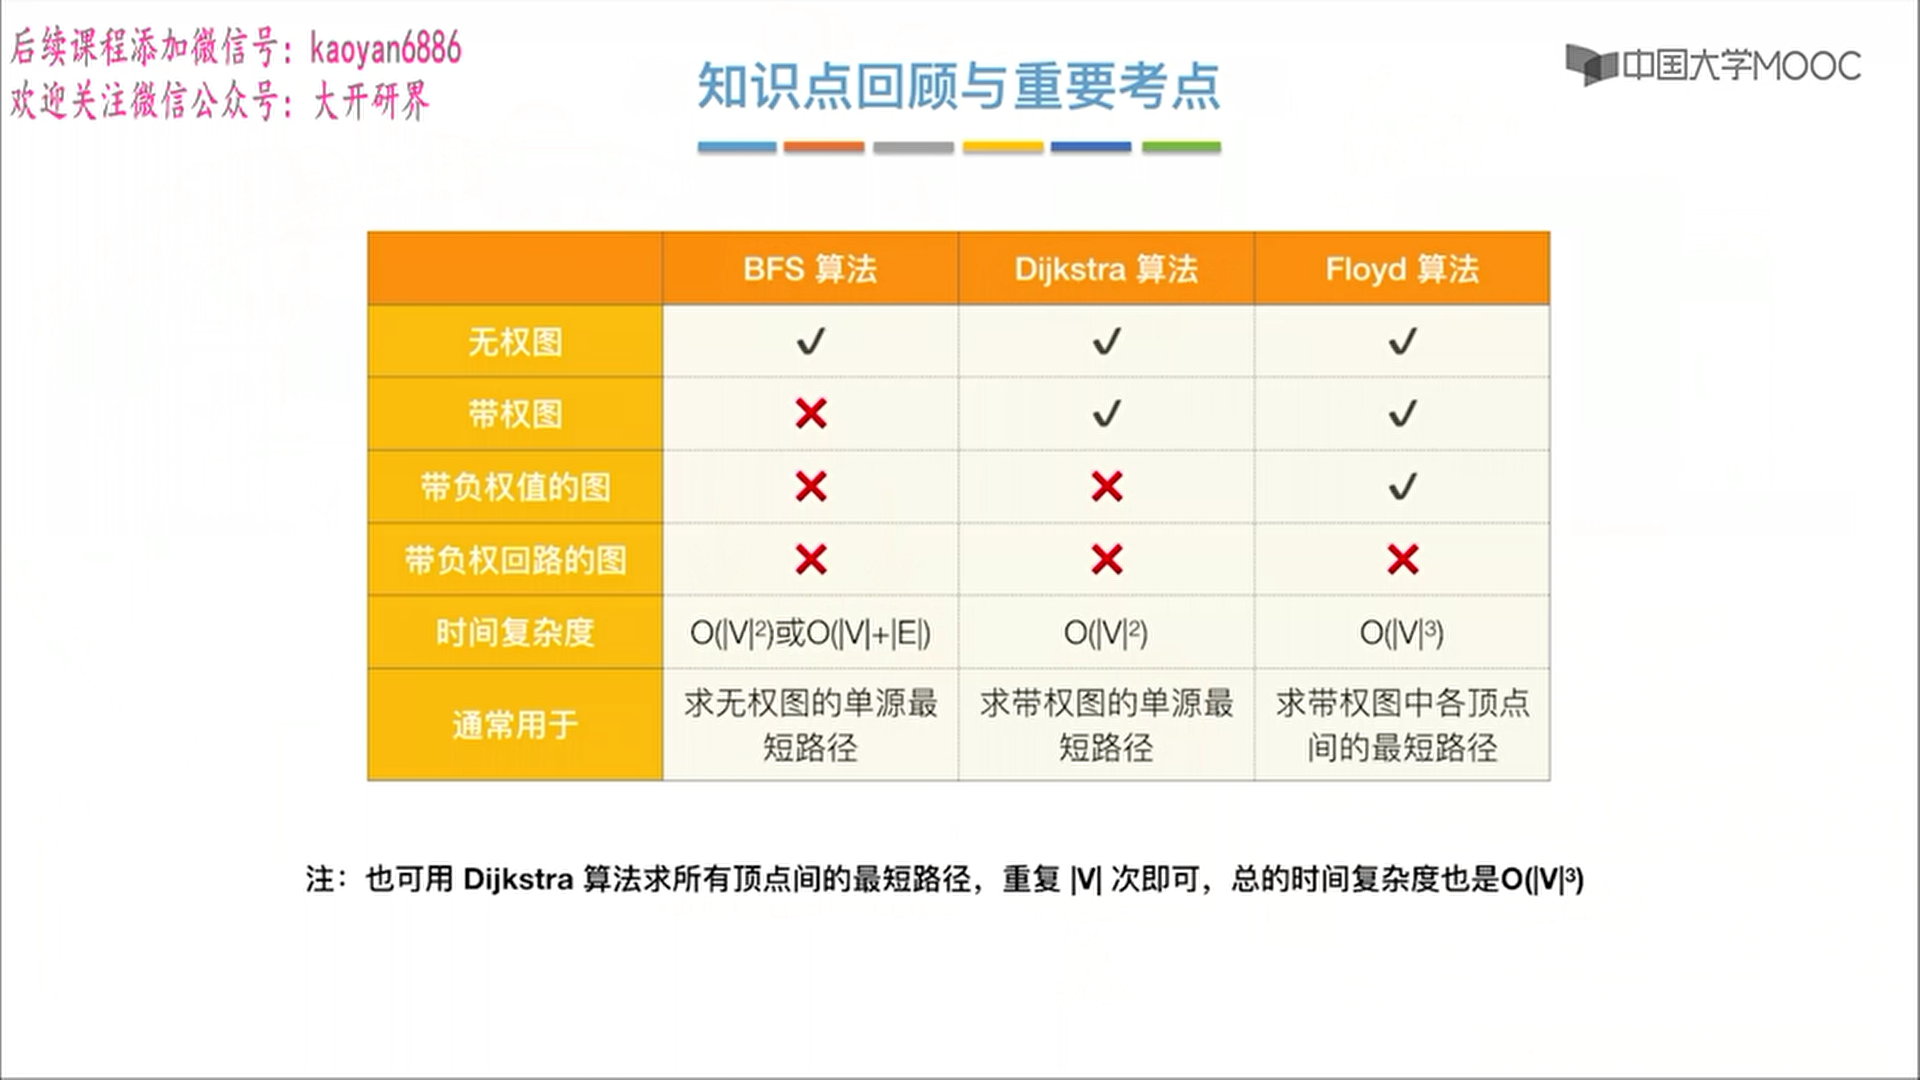 后续课程添加微信号：kaoyan6886
欢迎关注微信公众号：大开研界
中国大学MOOC
知识点回顾与重要考点
BFS 算法 Dijkstra 算法 Floyd 算法
无权图 ✓ ✓ ✓
带权图 ❌ ✓ ✓
带负权值的图 ❌ ❌ ✓
带负权回路的图 ❌ ❌ ❌
时间复杂度 O(|V|²)或O(|V|+|E|) O(|V|²) O(|V|³)
通常用于
求无权图的单源最
短路径
求带权图的单源最
短路径
求带权图中各顶点
间的最短路径
注：也可用 Dijkstra 算法求所有顶点间的最短路径，重复 |V| 次即可，总的时间复杂度也是O(|V|³)